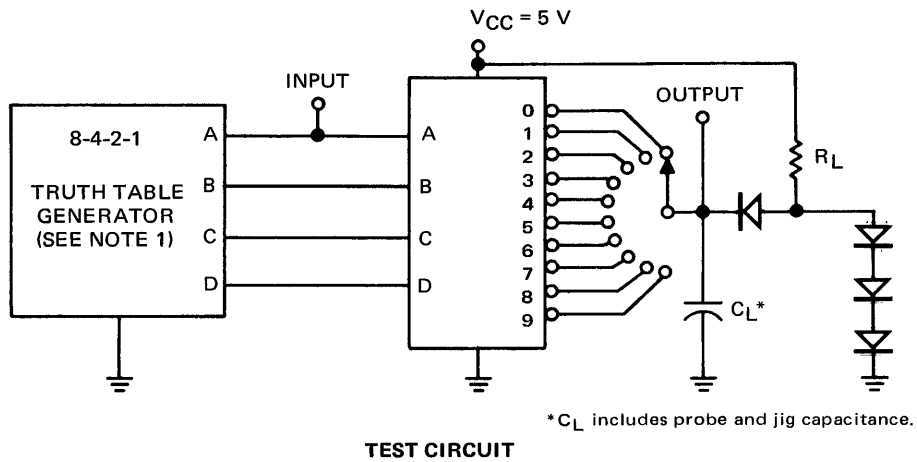 VCC = 5 V
INPUT
OUTPUT
8-4-2-1
TRUTH TABLE
GENERATOR
(SEE NOTE 1)
A
B
C
D
A
B
C
D
0
1
2
3
4
5
6
7
8
9
RL
CL*
*CL includes probe and jig capacitance.
TEST CIRCUIT